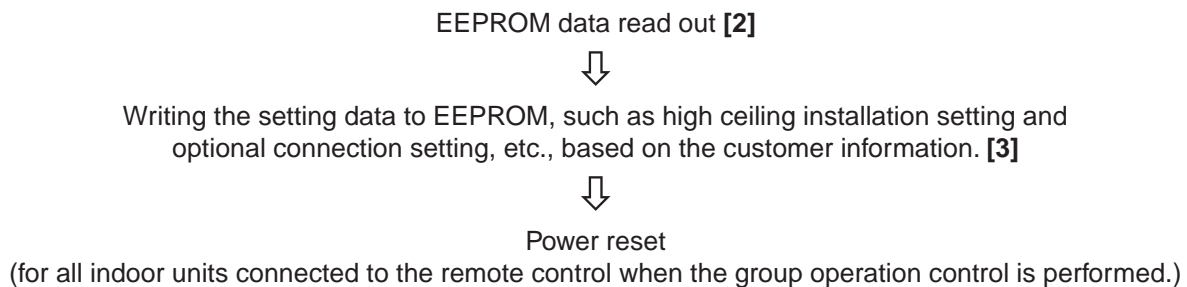 EEPROM data read out [2]
Writing the setting data to EEPROM, such as high ceiling installation setting and
optional connection setting, etc., based on the customer information. [3]
Power reset
(for all indoor units connected to the remote control when the group operation control is performed.)